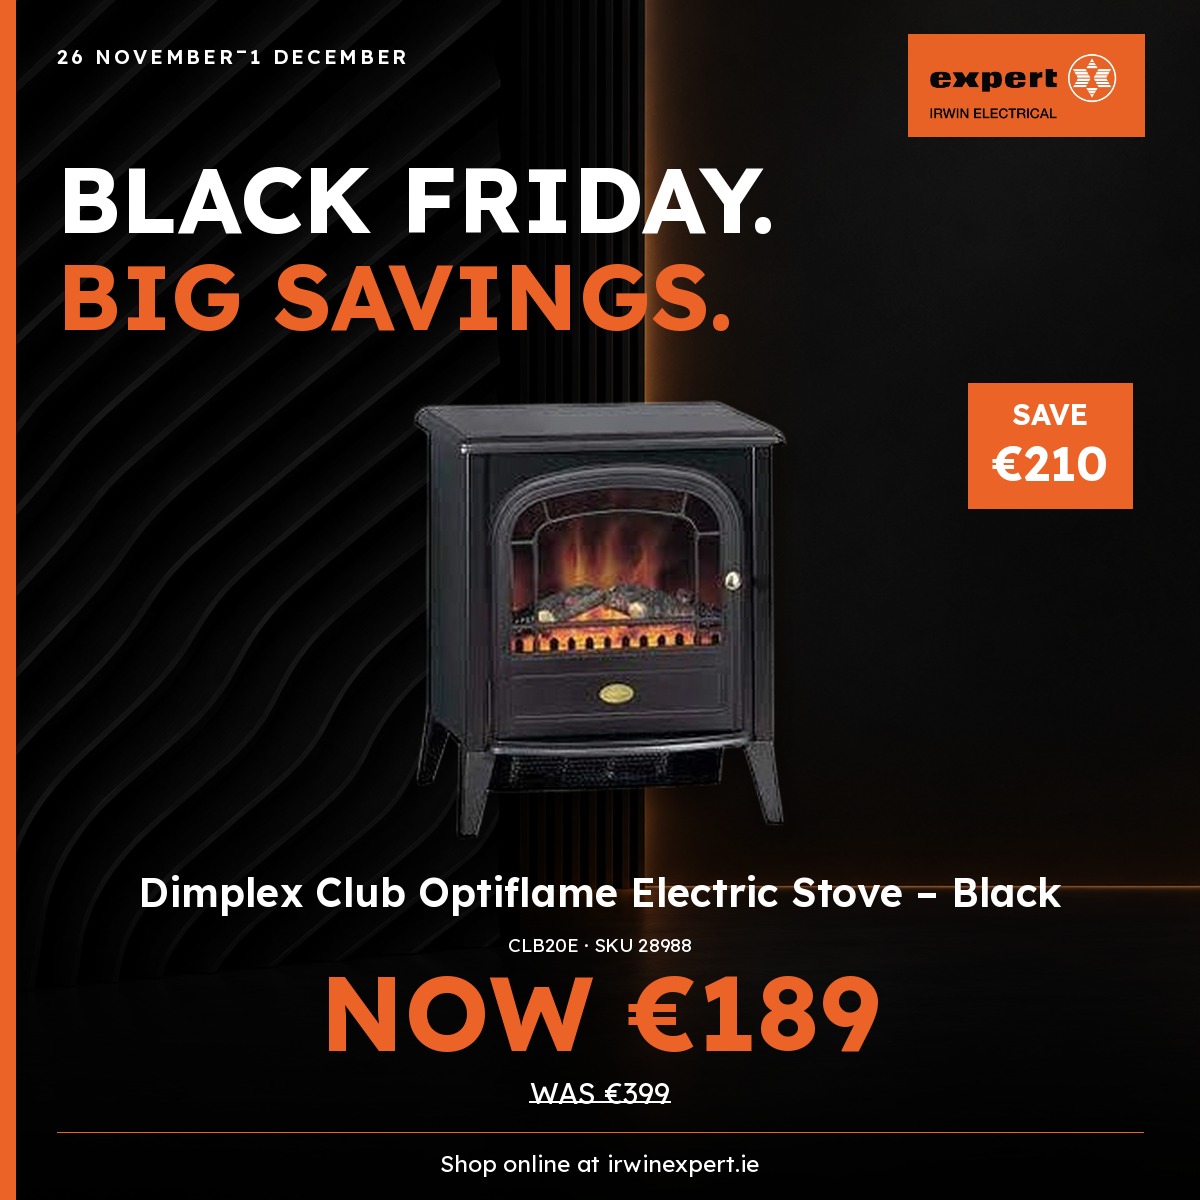 26 NOVEMBER–1 DECEMBER
expert
IRWIN ELECTRICAL
BLACK FRIDAY.
BIG SAVINGS.
SAVE
€210
Dimplex Club Optiflame Electric Stove – Black
CLB20E · SKU 28988
NOW €189
WAS €399
Shop online at irwinexpert.ie